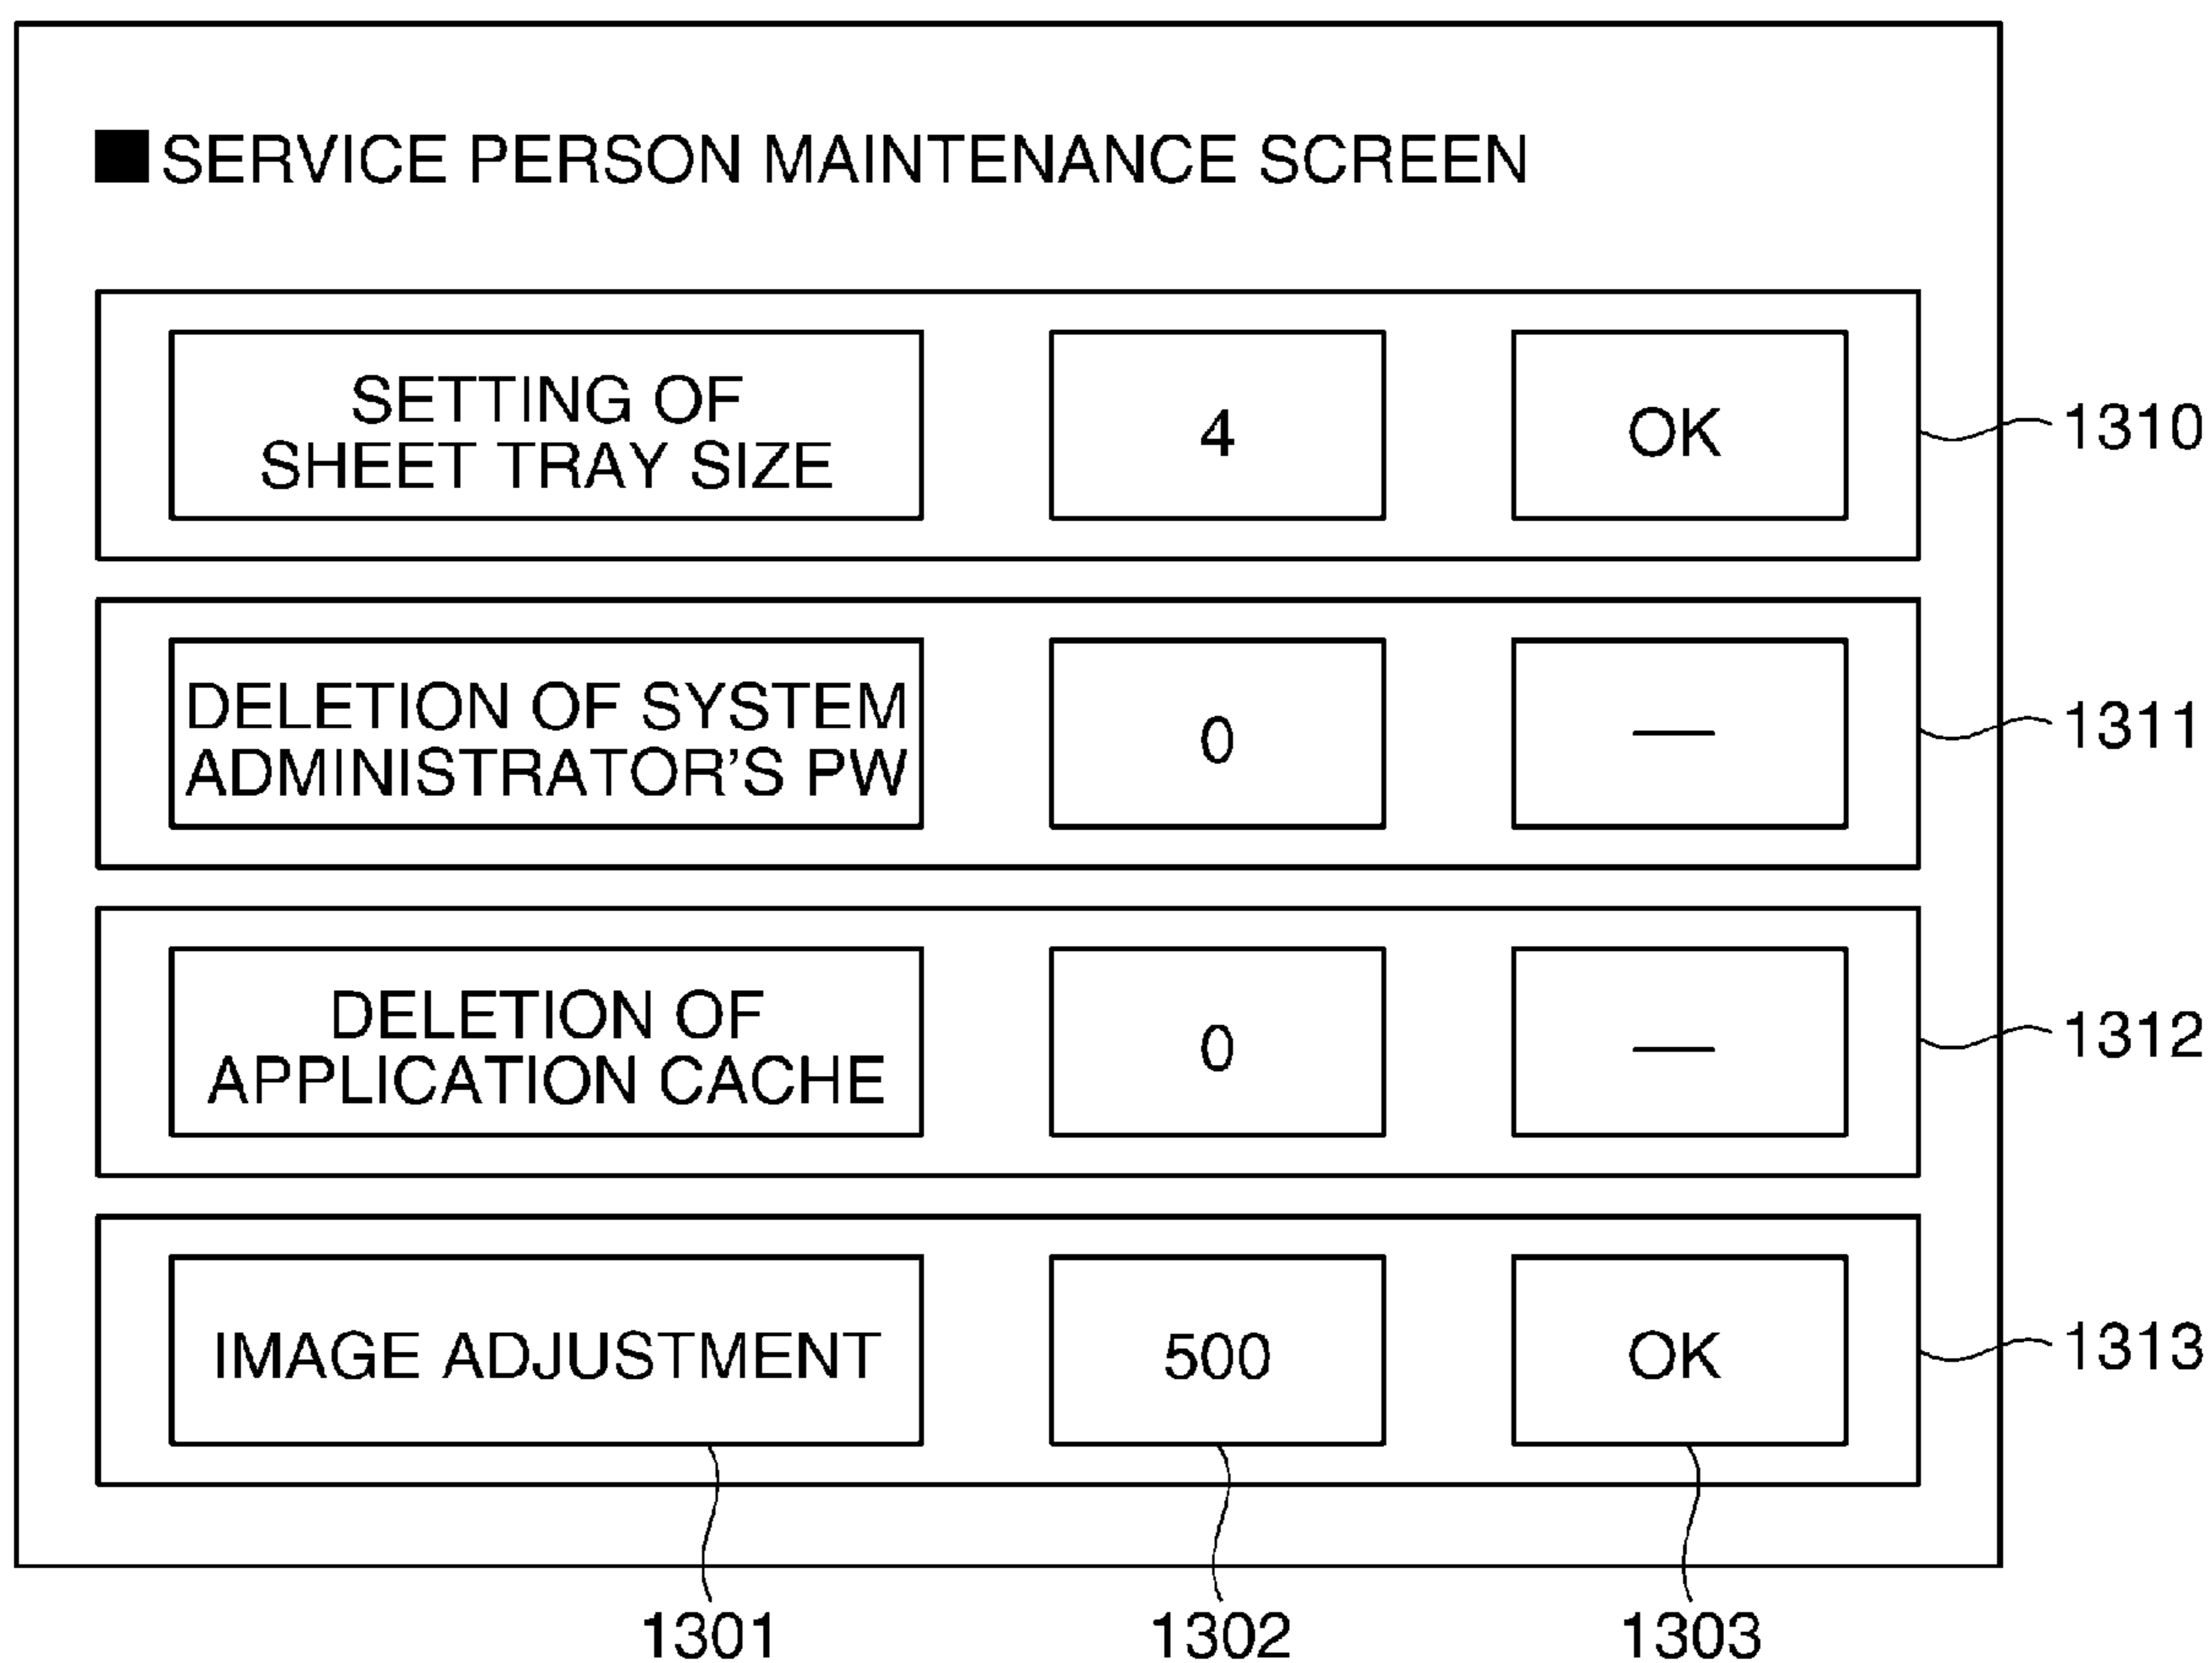 ■SERVICE PERSON MAINTENANCE SCREEN
SETTING OF
SHEET TRAY SIZE
4
OK
1310
DELETION OF SYSTEM
ADMINISTRATOR'S PW
0
—
1311
DELETION OF
APPLICATION CACHE
0
—
1312
IMAGE ADJUSTMENT
500
OK
1313
1301
1302
1303